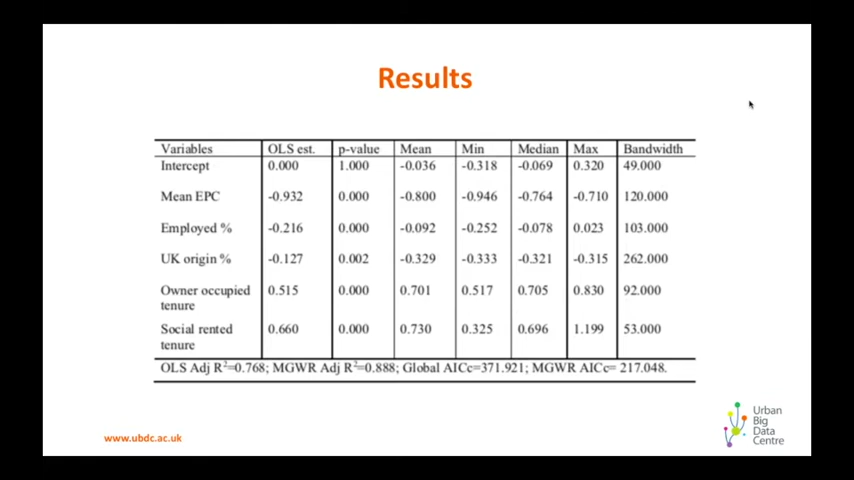 Results
Variables OLS est. p-value Mean Min Median Max Bandwidth
Intercept 0.000 1.000 -0.036 -0.318 -0.069 0.320 49.000
Mean EPC -0.932 0.000 -0.800 -0.946 -0.764 -0.710 120.000
Employed % -0.216 0.000 -0.092 -0.252 -0.078 0.023 103.000
UK origin % -0.127 0.002 -0.329 -0.333 -0.321 -0.315 262.000
Owner occupied 0.515 0.000 0.701 0.517 0.705 0.830 92.000
tenure
Social rented 0.660 0.000 0.730 0.325 0.696 1.199 53.000
tenure
OLS Adj R²=0.768; MGWR Adj R²=0.888; Global AICc=371.921; MGWR AICc= 217.048.
www.ubdc.ac.uk
Urban
Big
Data
Centre